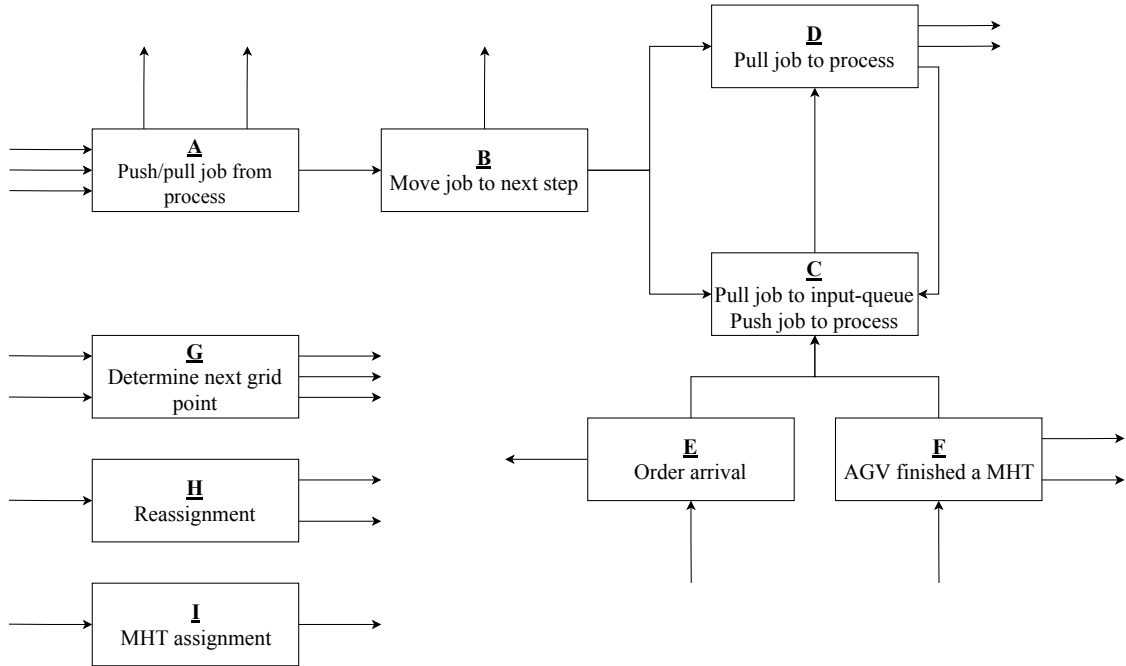 A
Push/pull job from
process
B
Move job to next step
D
Pull job to process
C
Pull job to input-queue
Push job to process
G
Determine next grid
point
E
Order arrival
F
AGV finished a MHT
H
Reassignment
I
MHT assignment